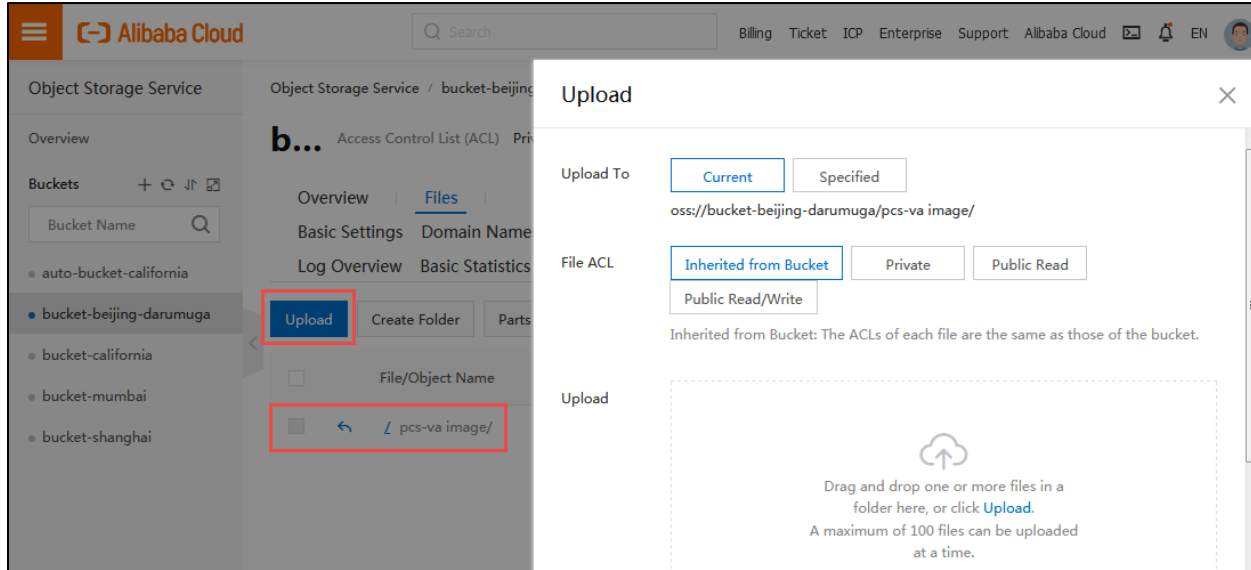 Alibaba Cloud
Search
Billing Ticket ICP Enterprise Support Alibaba Cloud EN
Object Storage Service
Overview
Buckets
Bucket Name
auto-bucket-california
bucket-beijing-darumuga
bucket-california
bucket-mumbai
bucket-shanghai
Object Storage Service / bucket-beijing
b... Access Control List (ACL) Pri
Overview Files
Basic Settings Domain Name
Log Overview Basic Statistics
Upload Create Folder Parts
File/Object Name
/ pcs-va image/
Upload
Upload To Current Specified
oss://bucket-beijing-darumuga/pcs-va image/
File ACL Inherited from Bucket Private Public Read
Public Read/Write
Inherited from Bucket: The ACLs of each file are the same as those of the bucket.
Upload
Drag and drop one or more files in a
folder here, or click Upload.
A maximum of 100 files can be uploaded
at a time.